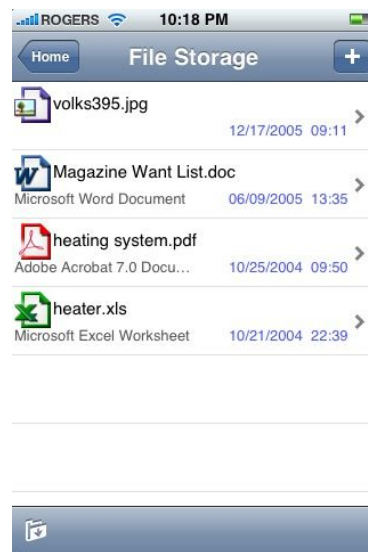 ROGERS 10:18 PM
Home File Storage +
volks395.jpg
12/17/2005 09:11
Magazine Want List.doc
Microsoft Word Document 06/09/2005 13:35
heating system.pdf
Adobe Acrobat 7.0 Docu... 10/25/2004 09:50
heater.xls
Microsoft Excel Worksheet 10/21/2004 22:39